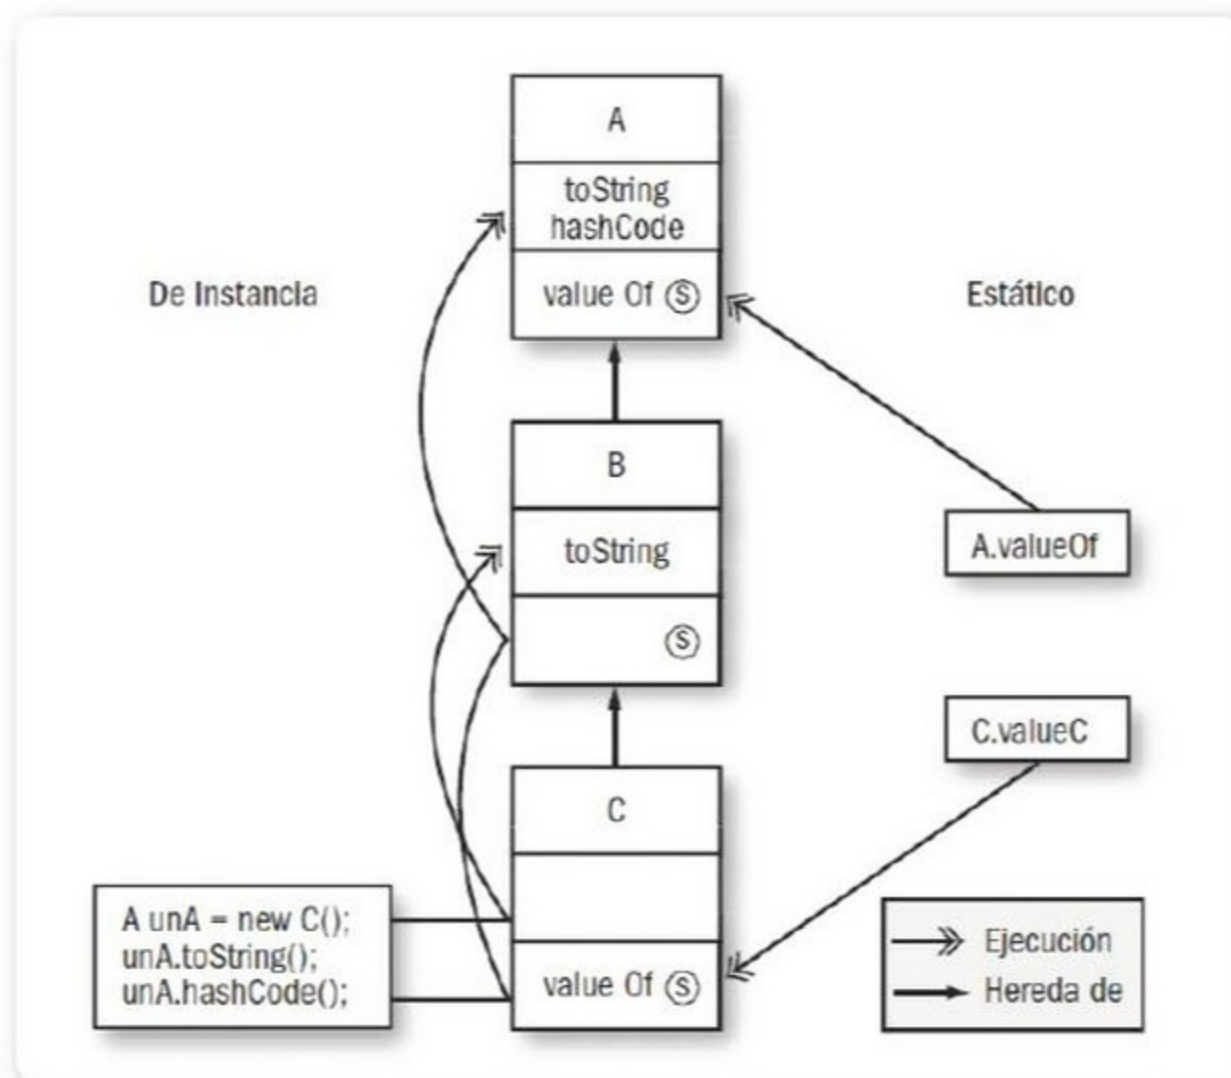 A
toString
hashCode
value Of S
De Instancia
Estático
B
toString
S
A.valueOf
C.valueC
C
value Of S
A unA = new C();
unA.toString();
unA.hashCode();
Ejecución
Hereda de